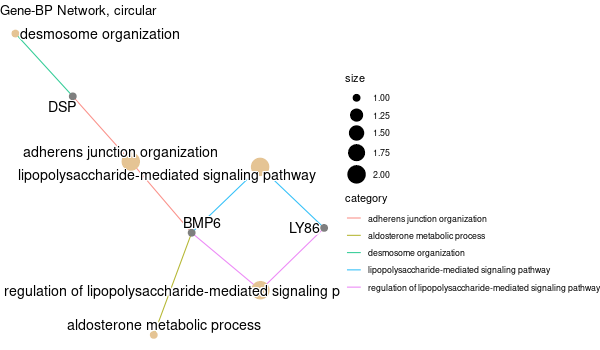 Gene-BP Network, circular
desmosome organization
DSP
adherens junction organization
lipopolysaccharide-mediated signaling pathway
BMP6
LY86
regulation of lipopolysaccharide-mediated signaling p
aldosterone metabolic process
size
1.00
1.25
1.50
1.75
2.00
category
adherens junction organization
aldosterone metabolic process
desmosome organization
lipopolysaccharide-mediated signaling pathway
regulation of lipopolysaccharide-mediated signaling pathway